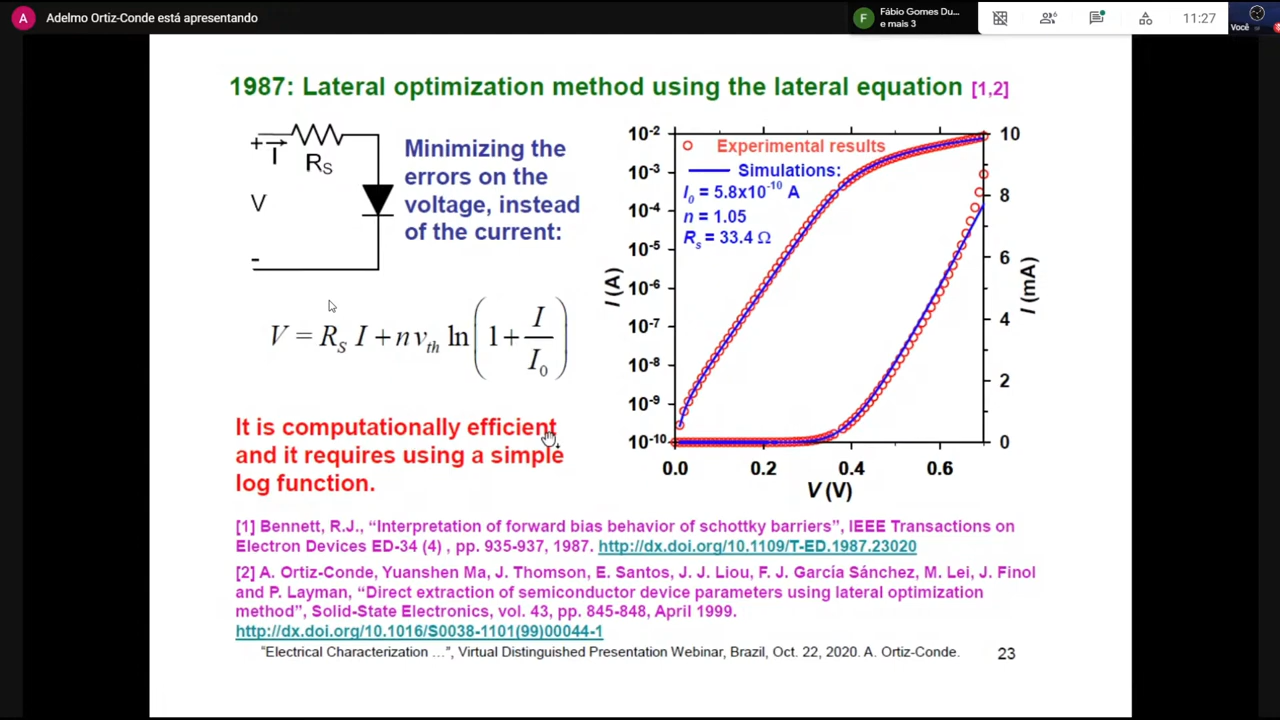 A Adelmo Ortiz-Conde está apresentando
F Fábio Gomes Du...
e mais 3
6
11:27
Você
1987: Lateral optimization method using the lateral equation [1,2]
+ I
RS
V
-
Minimizing the
errors on the
voltage, instead
of the current:
V = RS I + n vth ln(1 + I/I0)
It is computationally efficient
and it requires using a simple
log function.
Experimental results
Simulations:
I0 = 5.8x10-10 A
n = 1.05
Rs = 33.4 Ω
10-2
10-3
10-4
10-5
10-6
10-7
10-8
10-9
10-10
I (A)
10
8
6
4
2
0
I (mA)
0.0 0.2 0.4 0.6
V (V)
[1] Bennett, R.J., “Interpretation of forward bias behavior of schottky barriers”, IEEE Transactions on
Electron Devices ED-34 (4) , pp. 935-937, 1987. http://dx.doi.org/10.1109/T-ED.1987.23020
[2] A. Ortiz-Conde, Yuanshen Ma, J. Thomson, E. Santos, J. J. Liou, F. J. García Sánchez, M. Lei, J. Finol
and P. Layman, “Direct extraction of semiconductor device parameters using lateral optimization
method”, Solid-State Electronics, vol. 43, pp. 845-848, April 1999.
http://dx.doi.org/10.1016/S0038-1101(99)00044-1
“Electrical Characterization ...”, Virtual Distinguished Presentation Webinar, Brazil, Oct. 22, 2020. A. Ortiz-Conde.
23